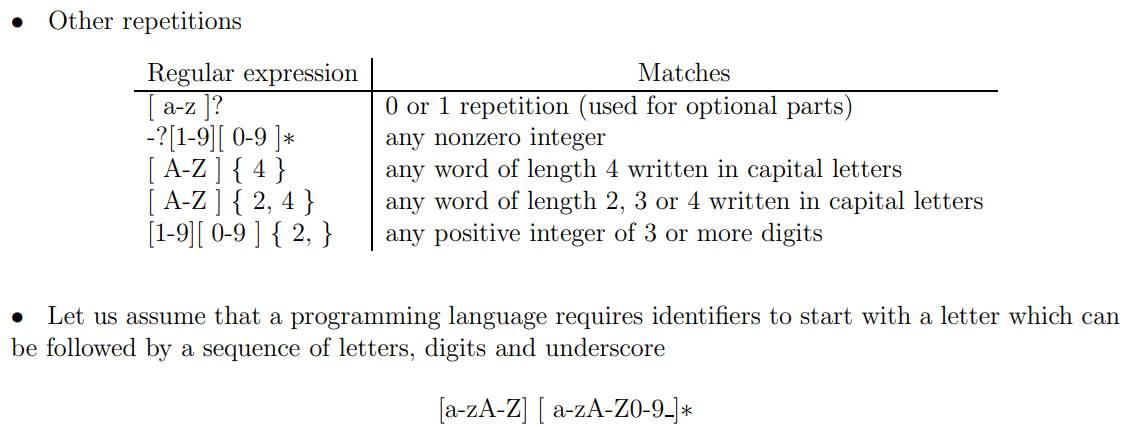 • Other repetitions
Regular expression Matches
[ a-z ]? 0 or 1 repetition (used for optional parts)
-?[1-9][ 0-9 ]∗ any nonzero integer
[ A-Z ] { 4 } any word of length 4 written in capital letters
[ A-Z ] { 2, 4 } any word of length 2, 3 or 4 written in capital letters
[1-9][ 0-9 ] { 2, } any positive integer of 3 or more digits
• Let us assume that a programming language requires identifiers to start with a letter which can
be followed by a sequence of letters, digits and underscore
[a-zA-Z] [ a-zA-Z0-9_]∗